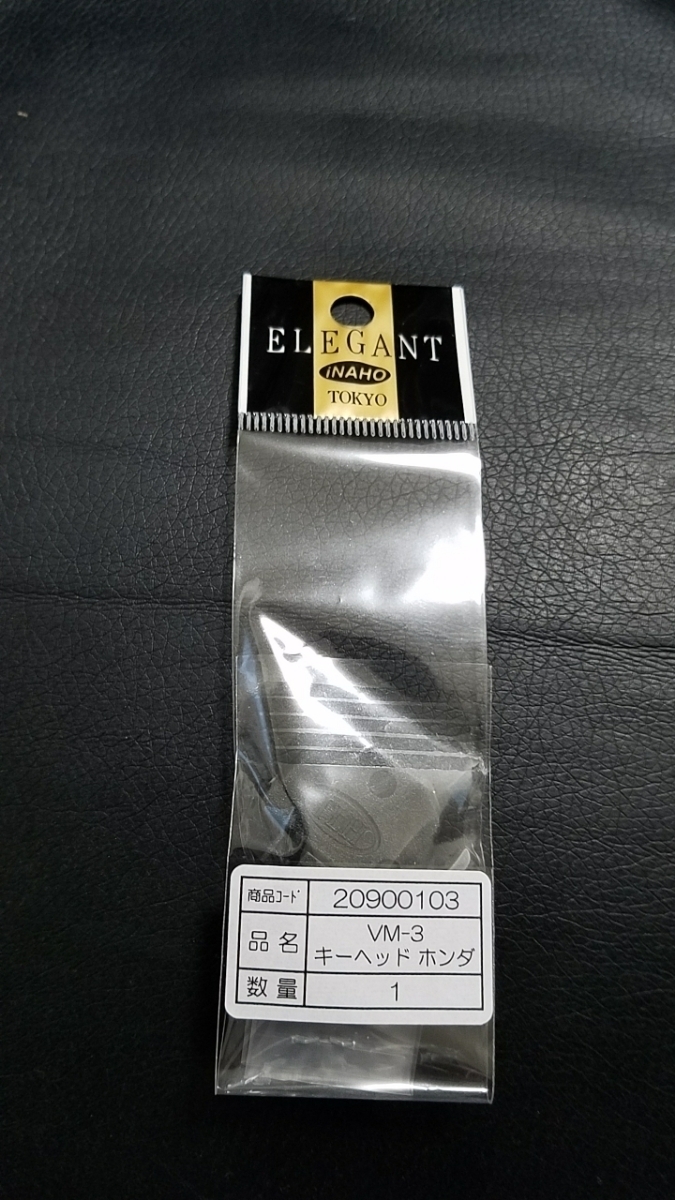 ELEGANT
iNAHO
TOKYO
商品ｺｰﾄﾞ 20900103
品名 VM-3
キーヘッド ホンダ
数量 1